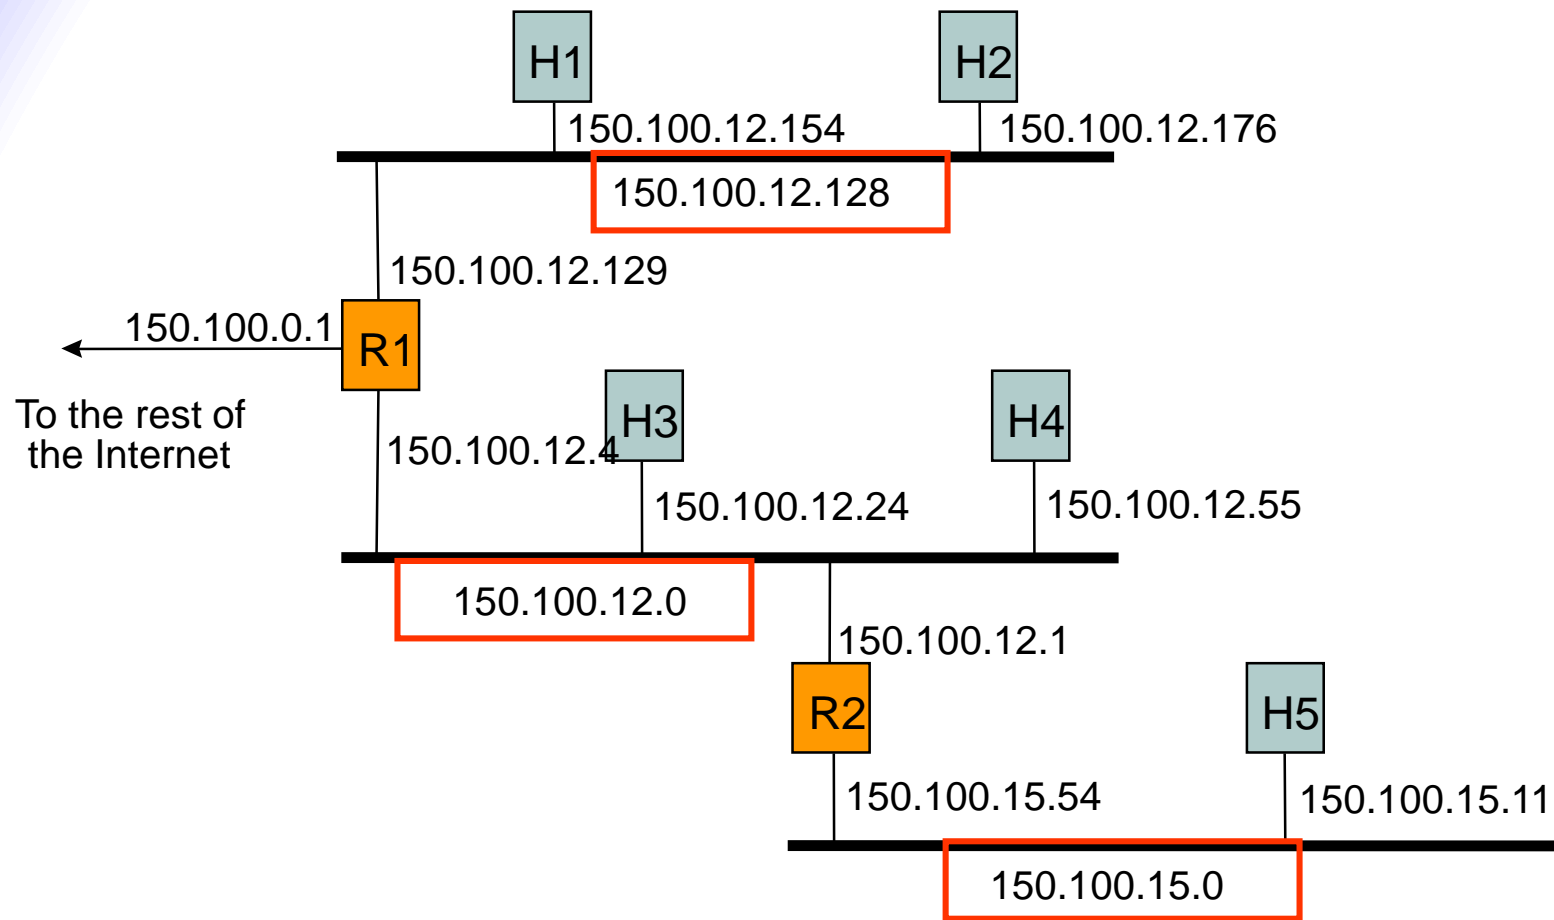 H1
H2
150.100.12.154
150.100.12.176
150.100.12.128
150.100.12.129
150.100.0.1
R1
To the rest of
the Internet
H3
H4
150.100.12.4
150.100.12.24
150.100.12.55
150.100.12.0
150.100.12.1
R2
H5
150.100.15.54
150.100.15.11
150.100.15.0